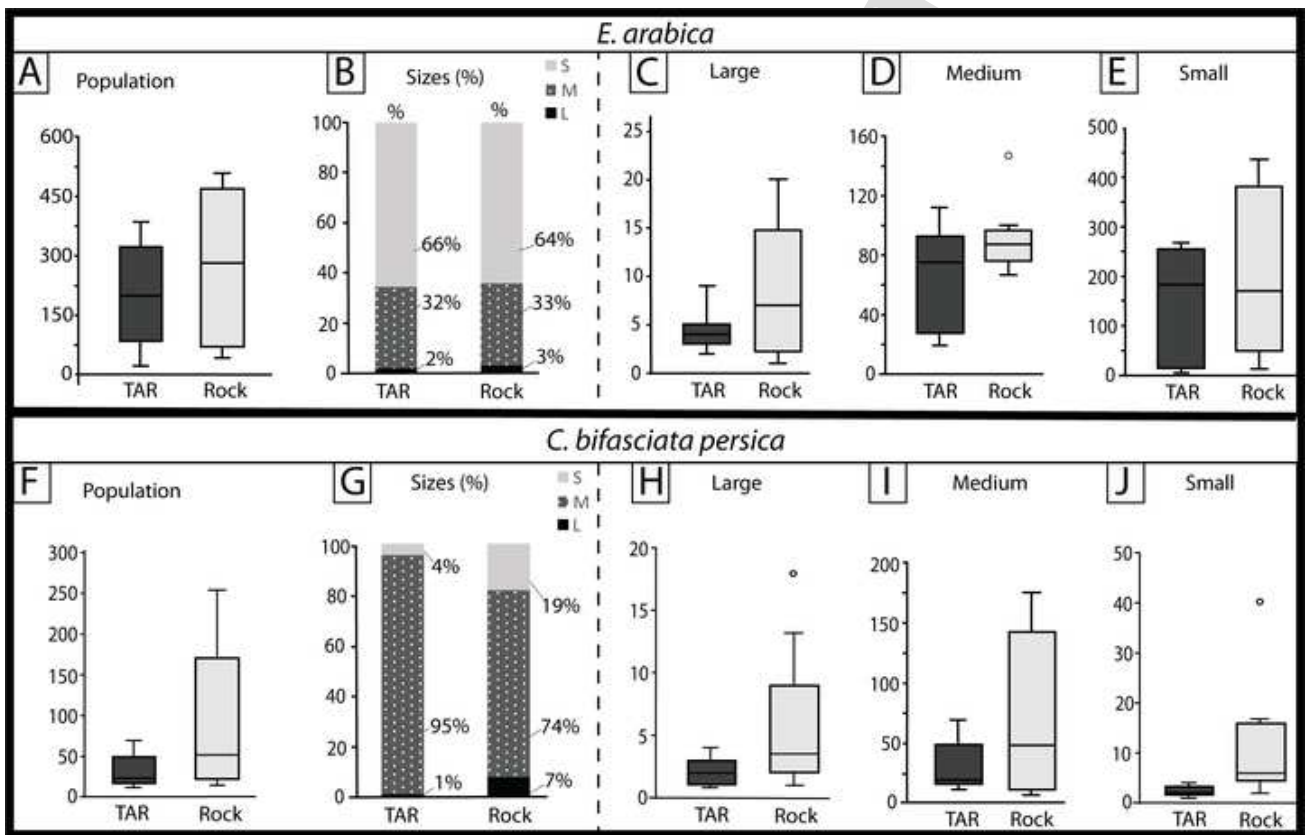 E. arabica
A Population
600
450
300
150
0
TAR Rock
B Sizes (%)
S
M
L
% %
100
80
60
40
20
0
66% 64%
32% 33%
2% 3%
TAR Rock
C Large
25
20
15
10
5
0
TAR Rock
D Medium
160
120
80
40
0
TAR Rock
E Small
500
400
300
200
100
0
TAR Rock
C. bifasciata persica
F Population
300
250
200
150
100
50
0
TAR Rock
G Sizes (%)
S
M
L
100
80
60
40
20
0
4% 19%
95% 74%
1% 7%
TAR Rock
H Large
20
15
10
5
0
TAR Rock
I Medium
200
150
100
50
0
TAR Rock
J Small
50
40
30
20
10
0
TAR Rock